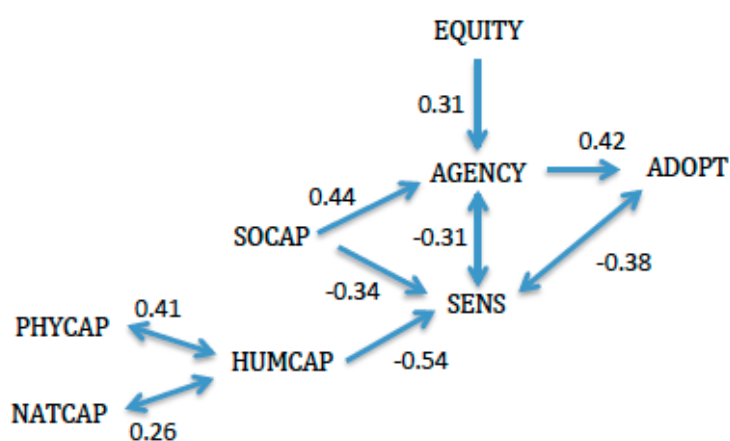 EQUITY
0.31
0.42
AGENCY
ADOPT
0.44
SOCAP
-0.31
-0.38
-0.34
SENS
0.41
PHYCAP
HUMCAP
-0.54
NATCAP
0.26